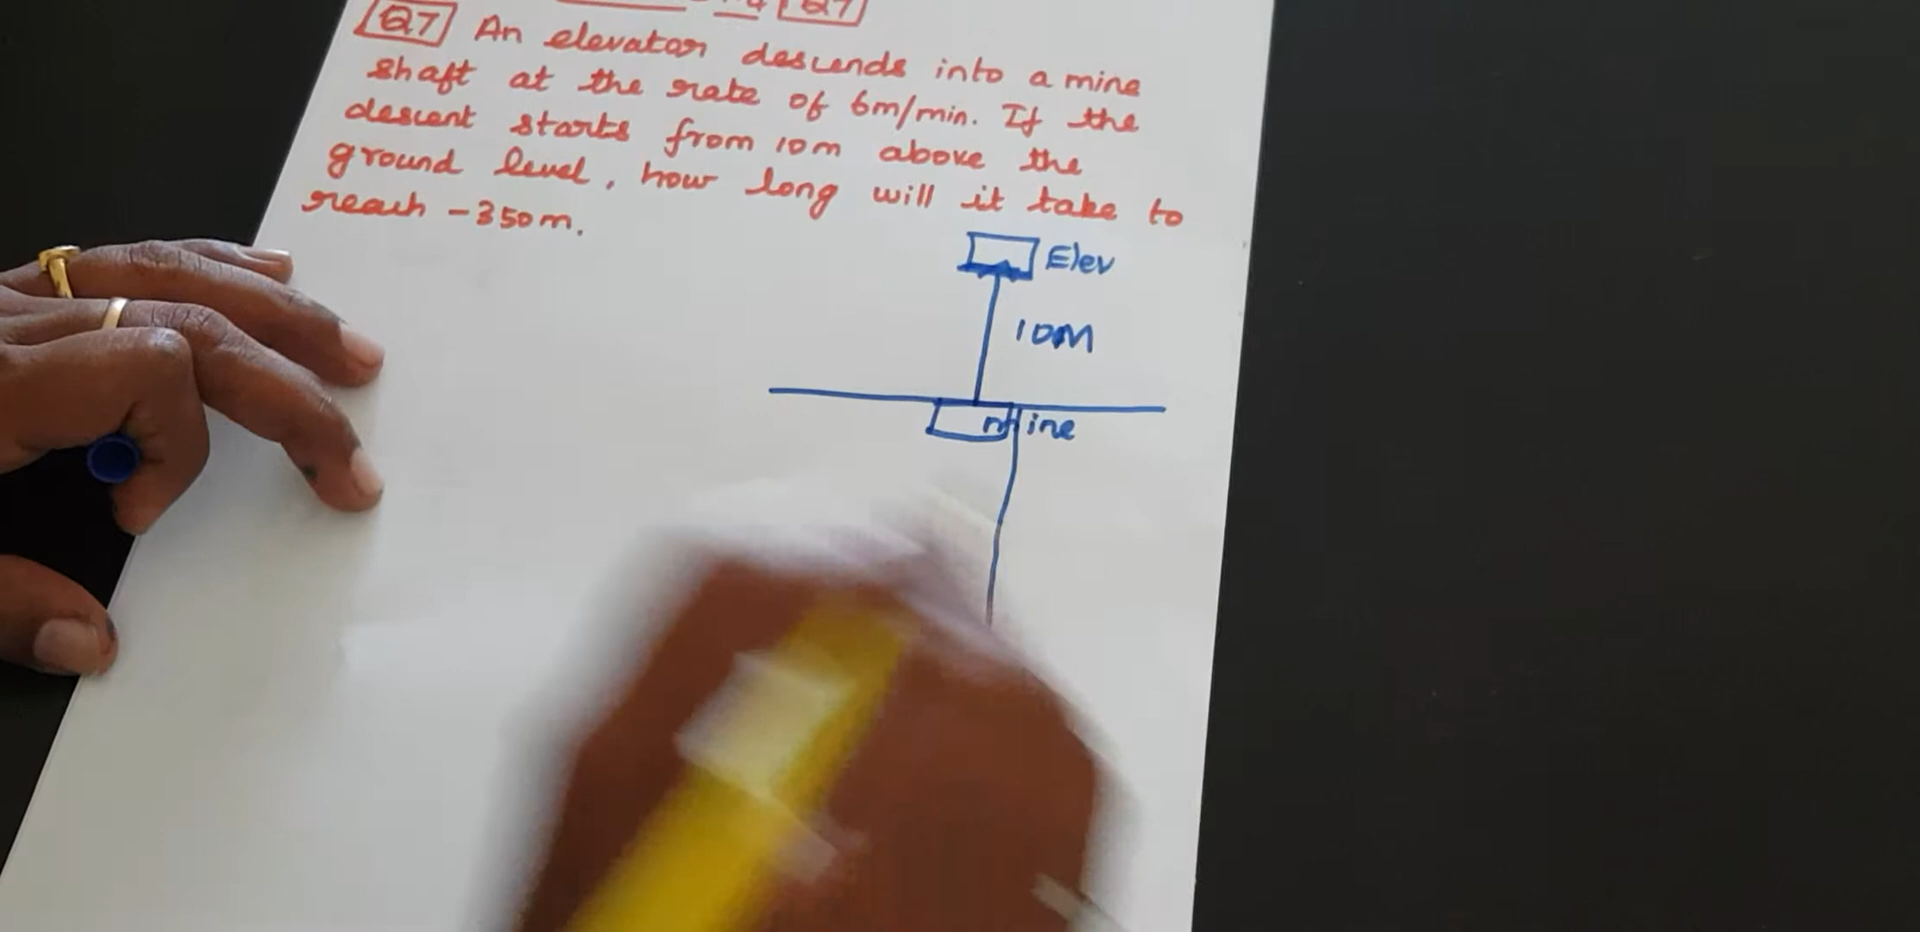 Q7
Q7 An elevator descends into a mine
shaft at the rate of 6m/min. If the
descent starts from 10m above the
ground level, how long will it take to
reach -350m.
Elev
10M
mine